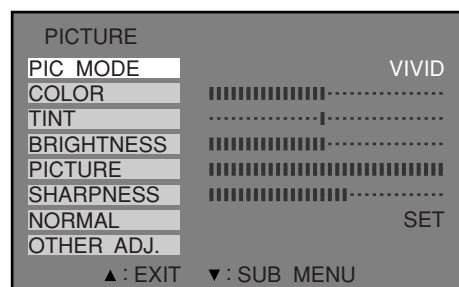 PICTURE
PIC MODE VIVID
COLOR
TINT
BRIGHTNESS
PICTURE
SHARPNESS
NORMAL SET
OTHER ADJ.
▲ : EXIT ▼ : SUB MENU